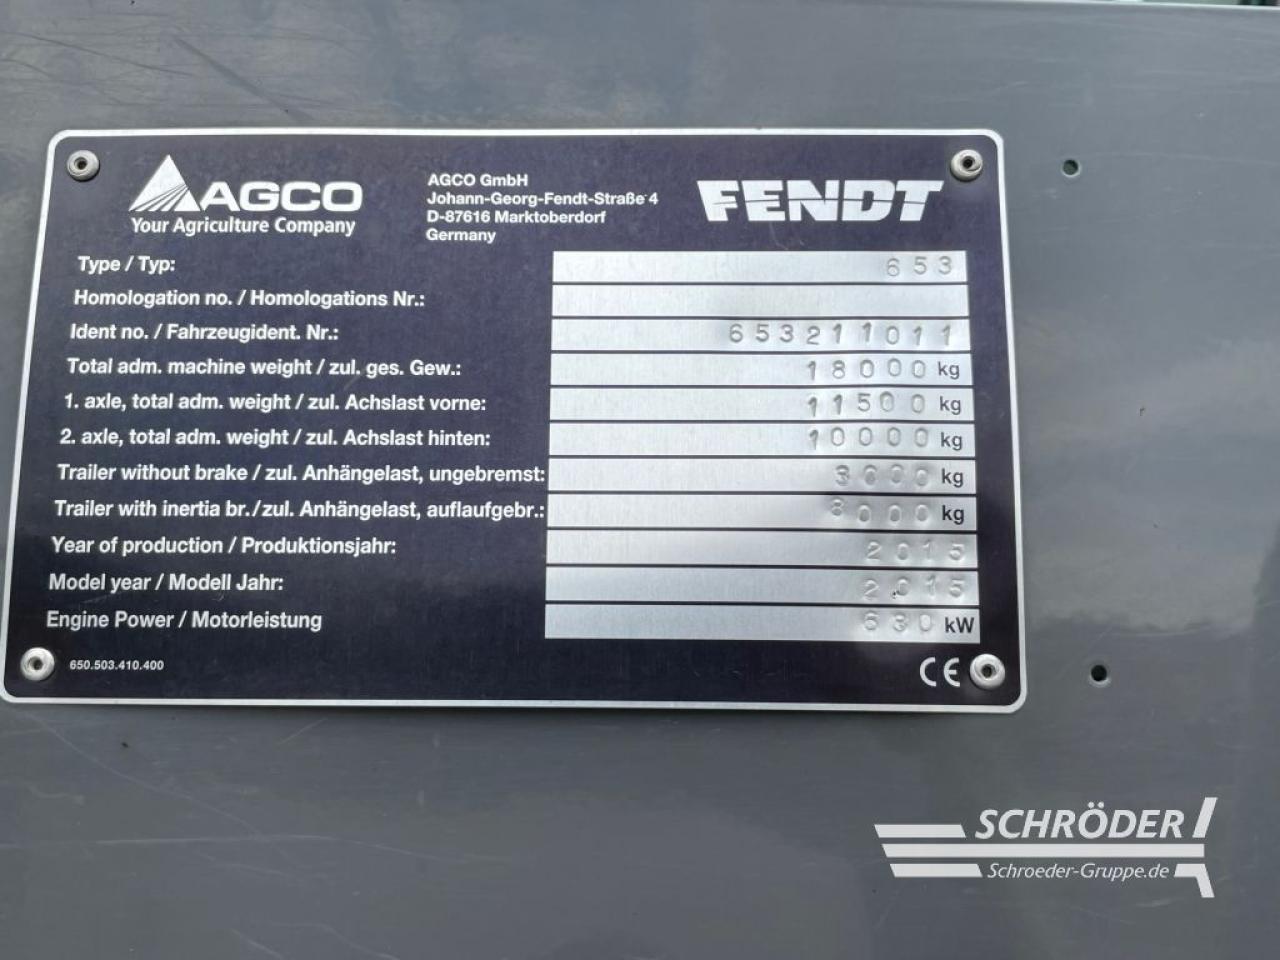 AGCO
Your Agriculture Company
AGCO GmbH
Johann-Georg-Fendt-Straße 4
D-87616 Marktoberdorf
Germany
FENDT
Type / Typ: 653
Homologation no. / Homologations Nr.:
Ident no. / Fahrzeugident. Nr.: 653211011
Total adm. machine weight / zul. ges. Gew.: 18000 kg
1. axle, total adm. weight / zul. Achslast vorne: 11500 kg
2. axle, total adm. weight / zul. Achslast hinten: 10000 kg
Trailer without brake / zul. Anhängelast, ungebremst: 3600 kg
Trailer with inertia br./zul. Anhängelast, auflaufgebr.: 8000 kg
Year of production / Produktionsjahr: 2015
Model year / Modell Jahr: 2015
Engine Power / Motorleistung 630 kW
650.503.410.400
CE
SCHRÖDER
Schroeder-Gruppe.de